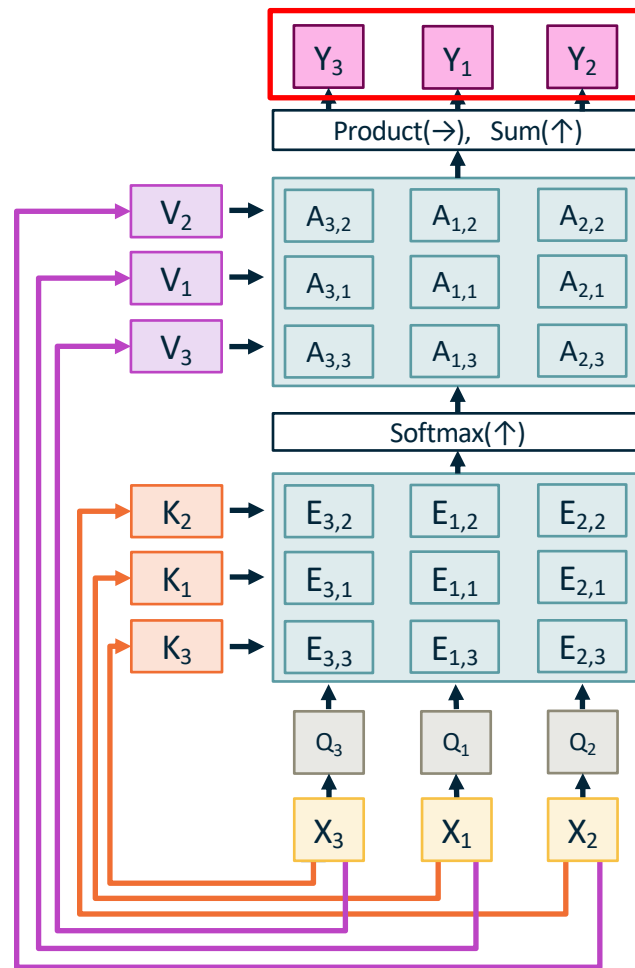 Y₃ Y₁ Y₂
Product(→), Sum(↑)
V₂ A₃,₂ A₁,₂ A₂,₂
V₁ A₃,₁ A₁,₁ A₂,₁
V₃ A₃,₃ A₁,₃ A₂,₃
Softmax(↑)
K₂ E₃,₂ E₁,₂ E₂,₂
K₁ E₃,₁ E₁,₁ E₂,₁
K₃ E₃,₃ E₁,₃ E₂,₃
Q₃ Q₁ Q₂
X₃ X₁ X₂